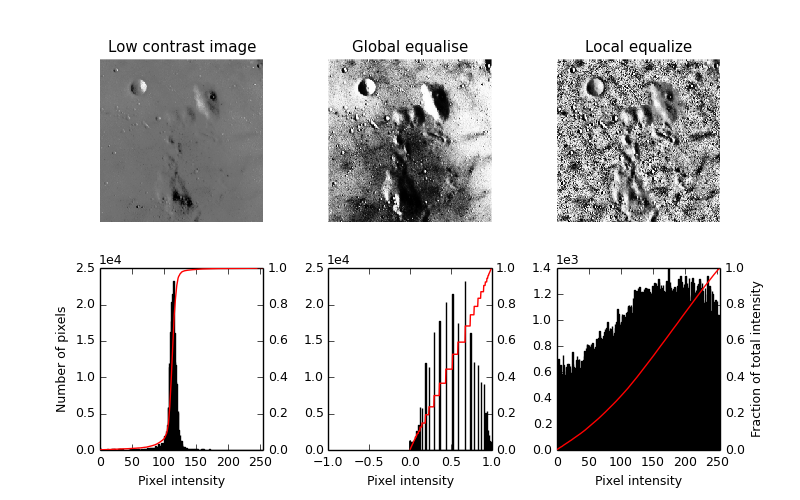 Low contrast image Global equalise Local equalize
1e4 1e4 1e3
2.5 1.0 2.5 1.0 1.4 1.0
1.2
2.0 0.8 2.0 0.8 0.8
1.0
1.5 0.6 1.5 0.6 0.8 0.6
1.0 0.4 1.0 0.4 0.6 0.4
0.4
0.5 0.2 0.5 0.2 0.2 0.2
0.0 0.0 0.0 0.0 0.0 0.0
Number of pixels
Fraction of total intensity
0 50 100 150 200 250 −1.0 −0.5 0.0 0.5 1.0 0 50 100 150 200 250
Pixel intensity Pixel intensity Pixel intensity